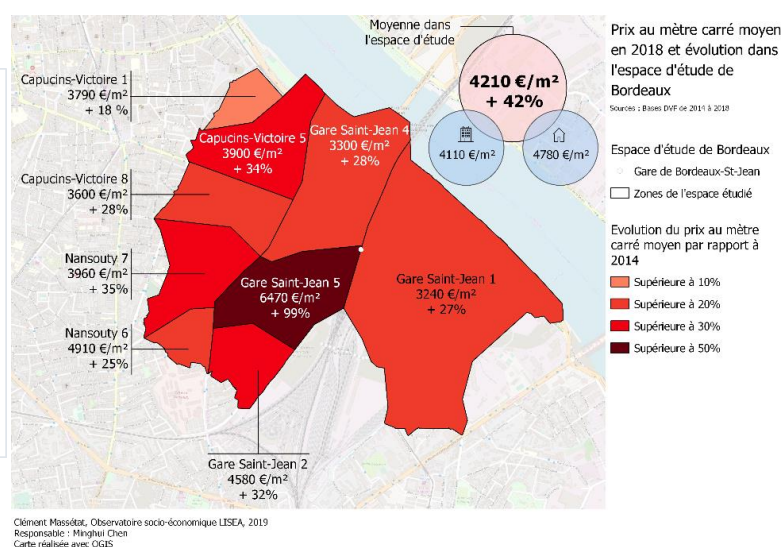 Moyenne dans
l'espace d'étude
4210 €/m²
+ 42%
4110 €/m²
4780 €/m²
Capucins-Victoire 1
3790 €/m²
+ 18 %
Capucins-Victoire 5
3900 €/m²
+ 34%
Gare Saint-Jean 4
3300 €/m²
+ 28%
Capucins-Victoire 8
3600 €/m²
+ 28%
Nansouty 7
3960 €/m²
+ 35%
Gare Saint-Jean 5
6470 €/m²
+ 99%
Gare Saint-Jean 1
3240 €/m²
+ 27%
Nansouty 6
4910 €/m²
+ 25%
Gare Saint-Jean 2
4580 €/m²
+ 32%
Prix au mètre carré moyen
en 2018 et évolution dans
l'espace d'étude de
Bordeaux
Sources : Bases DVF de 2014 à 2018
Espace d'étude de Bordeaux
Gare de Bordeaux-St-Jean
Zones de l'espace étudié
Evolution du prix au mètre
carré moyen par rapport à
2014
Supérieure à 10%
Supérieure à 20%
Supérieure à 30%
Supérieure à 50%
Clément Massétat, Observatoire socio-économique LISEA, 2019
Responsable : Minghui Chen
Carte réalisée avec QGIS